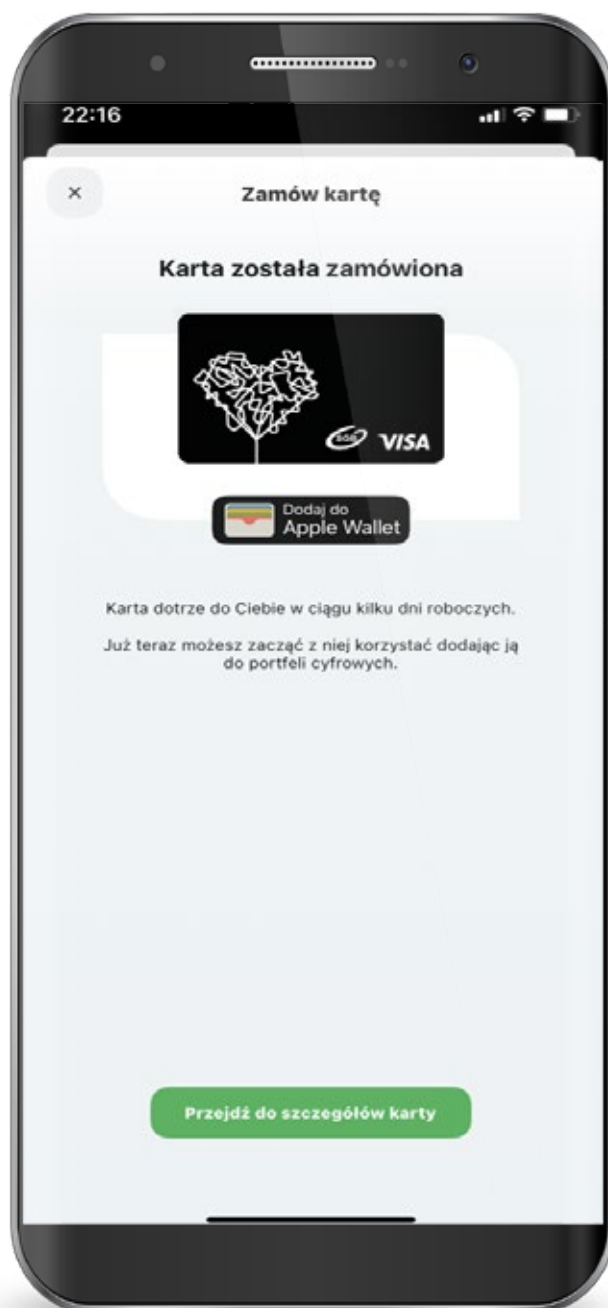 22:16
Zamów kartę
Karta została zamówiona
SGB VISA
Dodaj do
Apple Wallet
Karta dotrze do Ciebie w ciągu kilku dni roboczych.
Już teraz możesz zacząć z niej korzystać dodając ją
do portfeli cyfrowych.
Przejdź do szczegółów karty